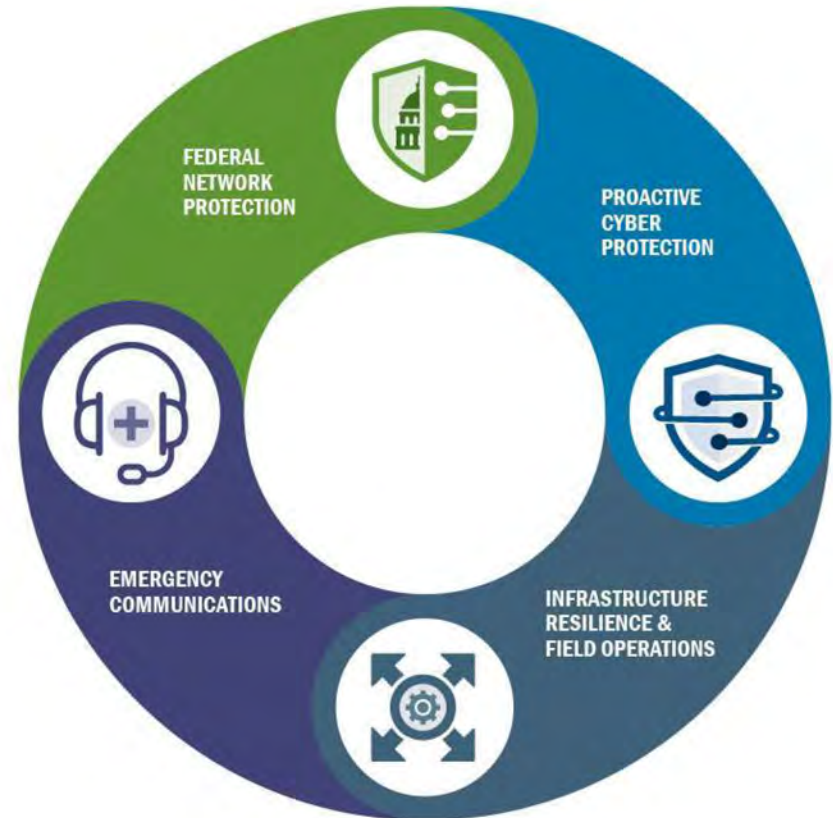 FEDERAL
NETWORK
PROTECTION
PROACTIVE
CYBER
PROTECTION
EMERGENCY
COMMUNICATIONS
INFRASTRUCTURE
RESILIENCE &
FIELD OPERATIONS